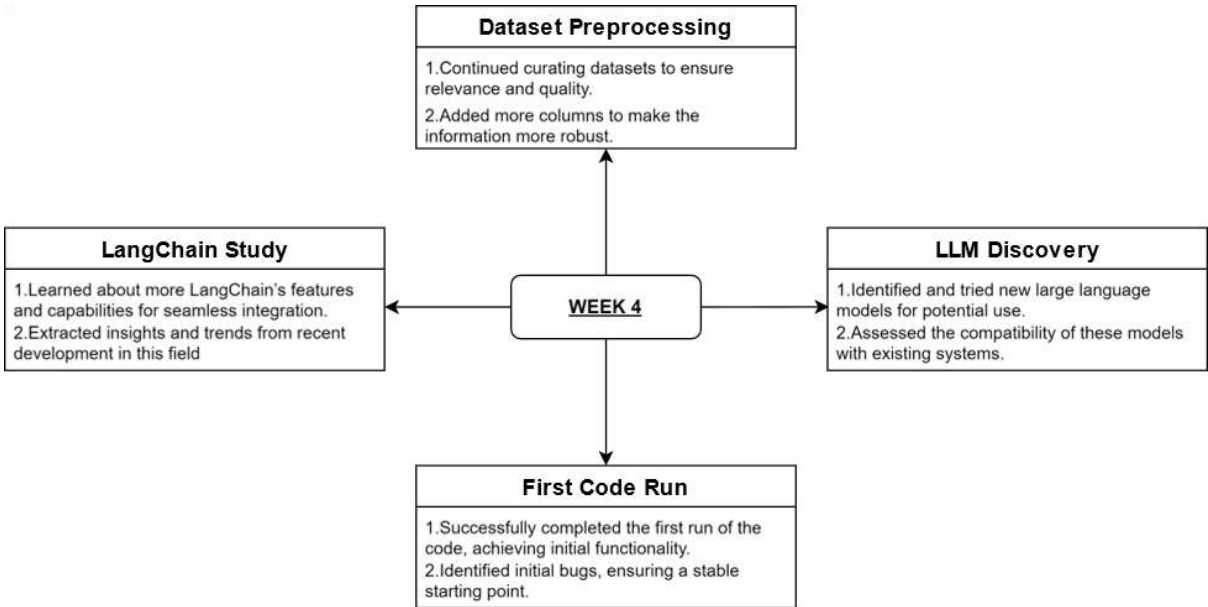 Dataset Preprocessing
1.Continued curating datasets to ensure
relevance and quality.
2.Added more columns to make the
information more robust.
LangChain Study
1.Learned about more LangChain's features
and capabilities for seamless integration.
2.Extracted insights and trends from recent
development in this field
WEEK 4
LLM Discovery
1.Identified and tried new large language
models for potential use.
2.Assessed the compatibility of these models
with existing systems.
First Code Run
1.Successfully completed the first run of the
code, achieving initial functionality.
2.Identified initial bugs, ensuring a stable
starting point.